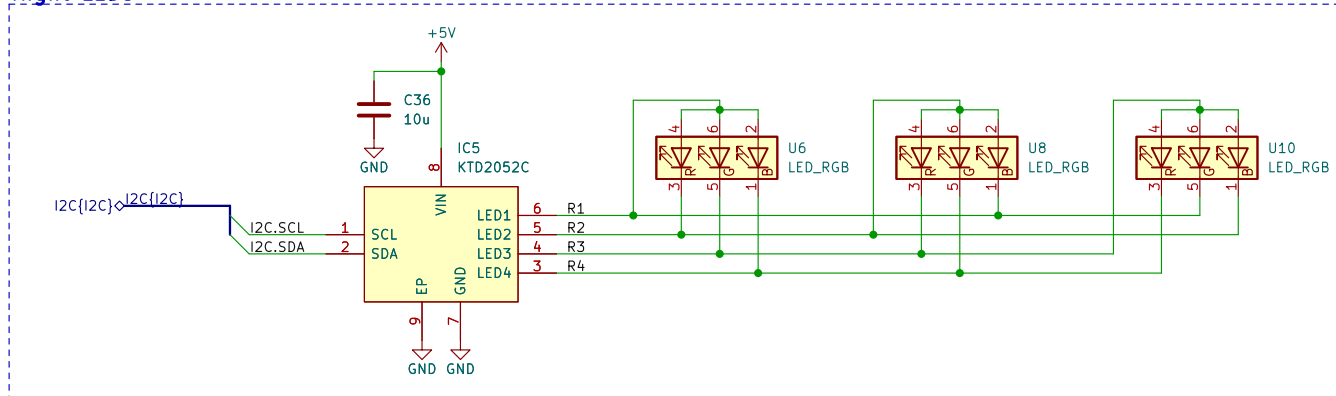 +5V
C36
10u
GND
IC5
KTD2052C
8
VIN
I2C{I2C}
I2C{I2C}
I2C.SCL
1
SCL
I2C.SDA
2
SDA
LED1
6
R1
LED2
5
R2
LED3
4
R3
LED4
3
R4
EP
GND
9
7
GND
GND
4
6
2
R
G
B
3
5
1
U6
LED_RGB
4
6
2
R
G
B
3
5
1
U8
LED_RGB
4
6
2
R
G
B
3
5
1
U10
LED_RGB